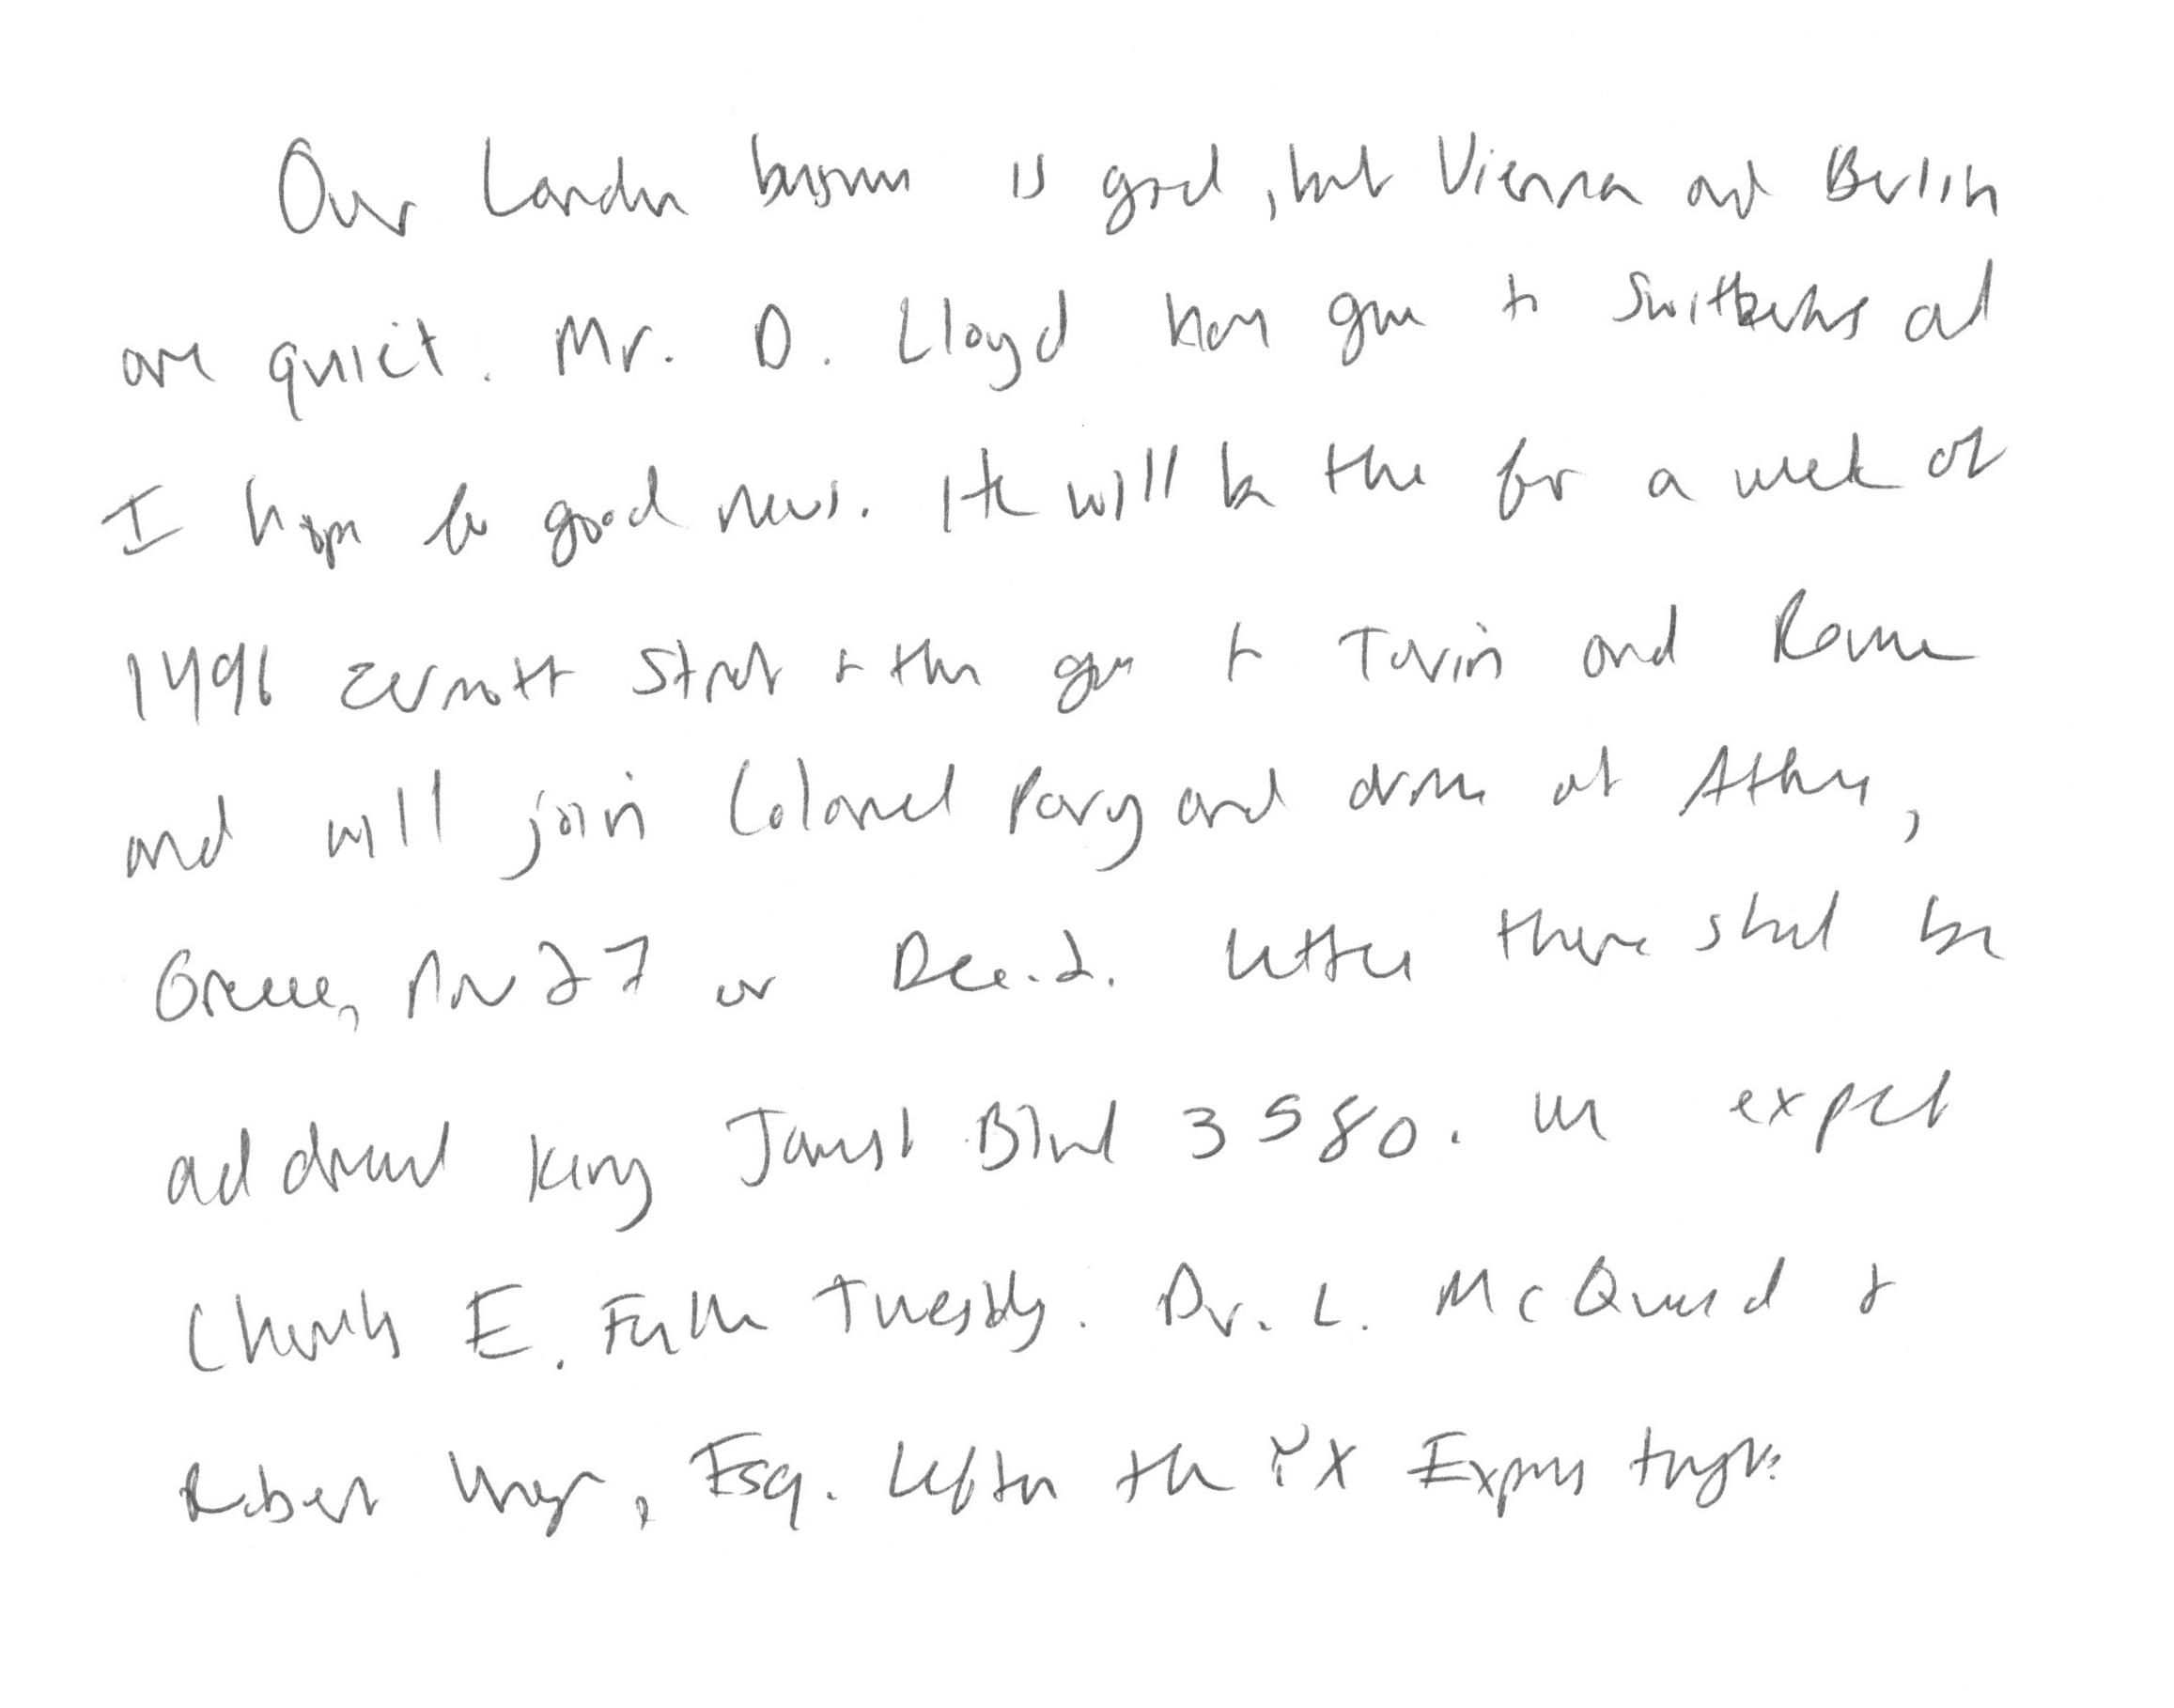 Our London business is good, but Vienna and Berlin
are quiet. Mr. D. Lloyd has gone to Switzerland and
I hope for good news. He will be there for a week at
1496 Zermott Street & then goes to Turin and Rome
and will join Colonel Parry and drive at Athens,
Greece, Nov 27 or Dec. 2. Letters there should be
addressed King James Blvd 3580. We expect
Charles E. Fuller Tuesday. Dr. L. McQuaid &
Robert Unger, Esq. left on the YX Express tonight.